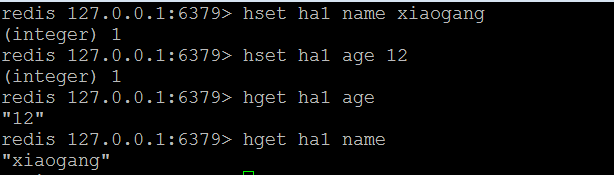 redis 127.0.0.1:6379> hset ha1 name xiaogang
(integer) 1
redis 127.0.0.1:6379> hset ha1 age 12
(integer) 1
redis 127.0.0.1:6379> hget ha1 age
"12"
redis 127.0.0.1:6379> hget ha1 name
"xiaogang"